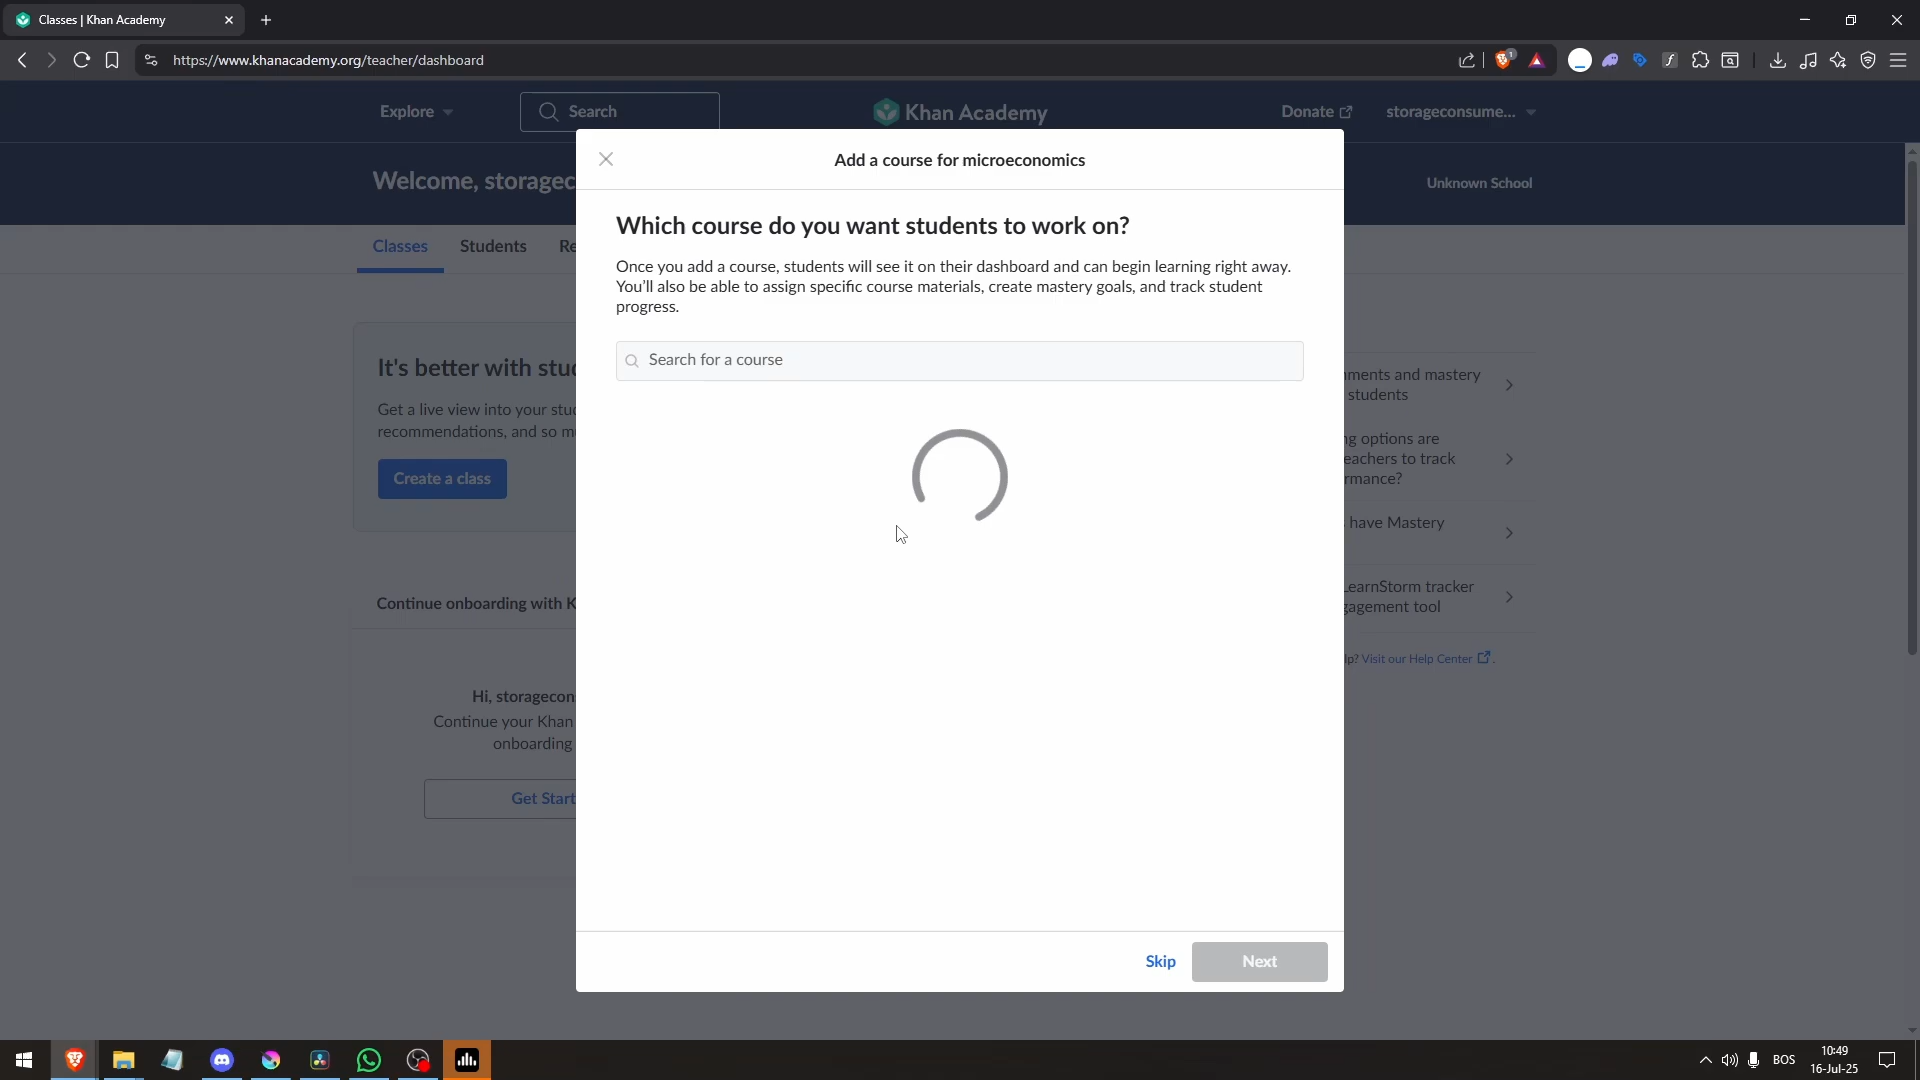 Classes | Khan Academy
https://www.khanacademy.org/teacher/dashboard
1
Explore
Search
Khan Academy
Donate
storageconsume...
Welcome, storagec
Unknown School
Classes
Students
Re
Add a course for microeconomics
Which course do you want students to work on?
Once you add a course, students will see it on their dashboard and can begin learning right away.
You'll also be able to assign specific course materials, create mastery goals, and track student
progress.
Search for a course
It's better with stud
Get a live view into your stu
recommendations, and so m
Create a class
nments and mastery
students
ng options are
eachers to track
rmance?
have Mastery
LearnStorm tracker
gagement tool
lp? Visit our Help Center .
Continue onboarding with K
Hi, storagecon
Continue your Khan
onboarding
Get Start
Skip
Next
BOS
10:49
16-Jul-25